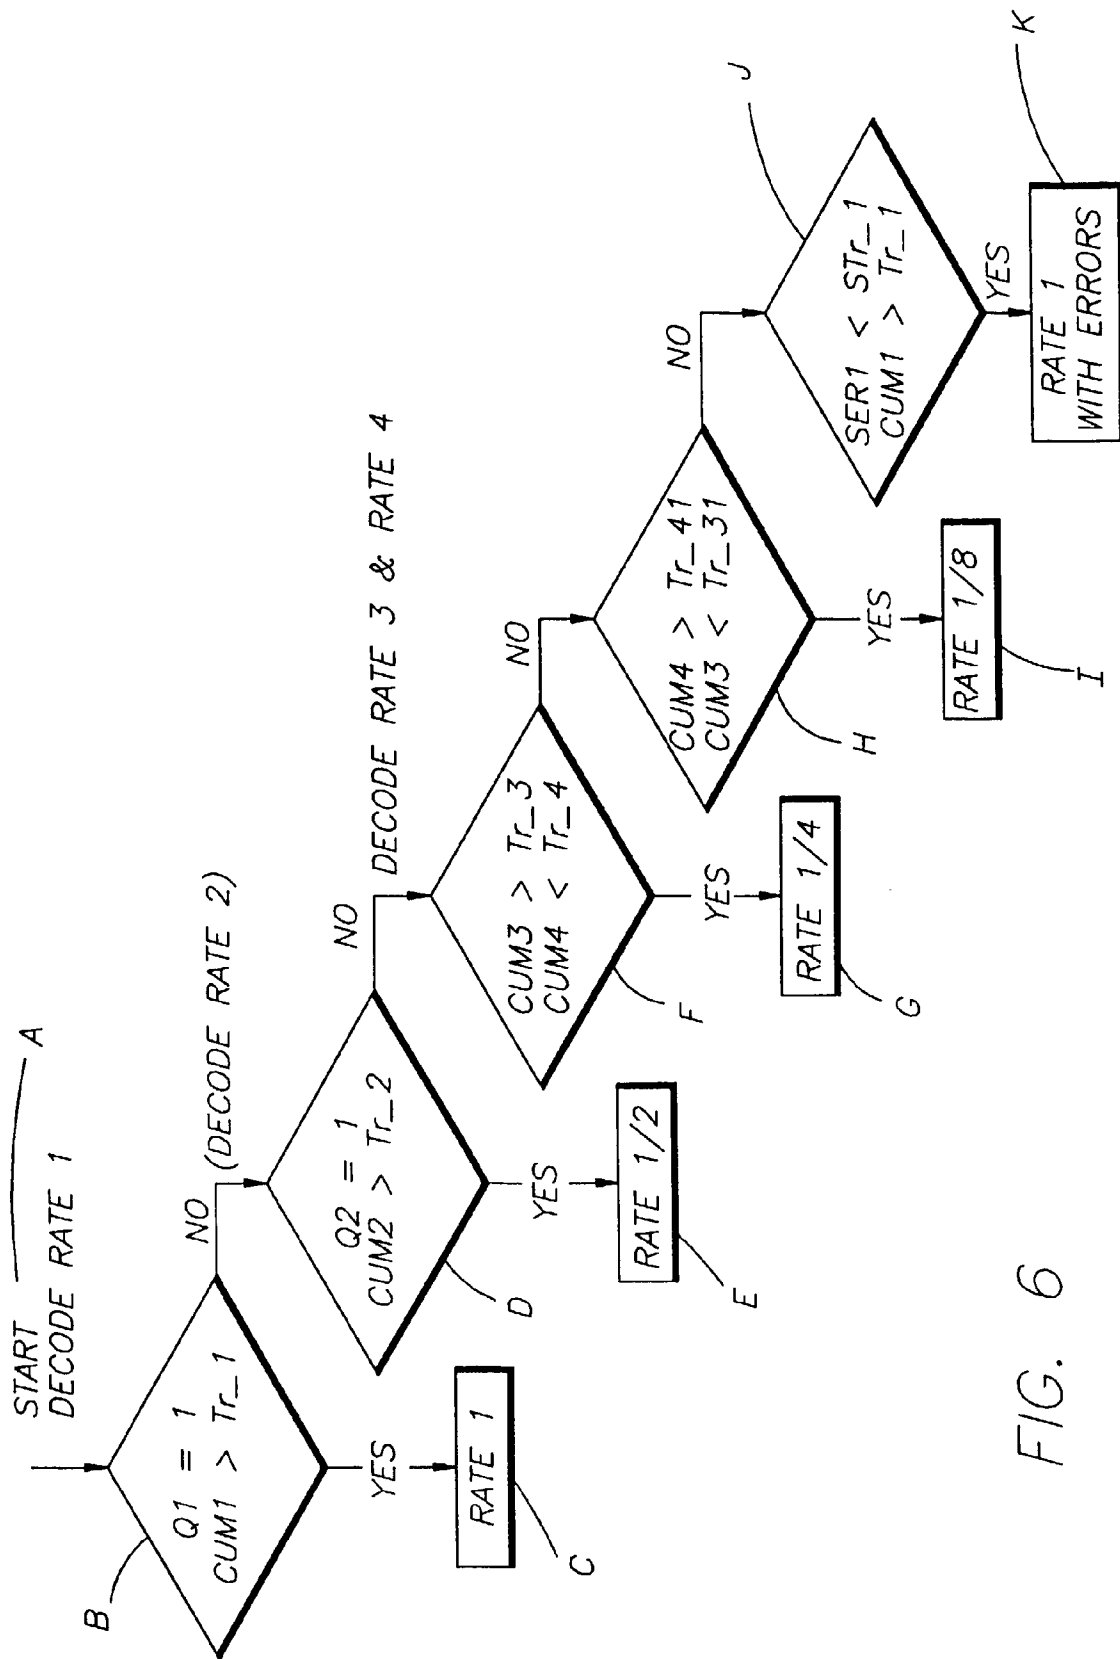 START
DECODE RATE 1
A
B
Q1 = 1
CUM1 > Tr_1
NO
(DECODE RATE 2)
YES
RATE 1
C
Q2 = 1
CUM2 > Tr_2
D
NO
DECODE RATE 3 & RATE 4
YES
RATE 1/2
E
CUM3 > Tr_3
CUM4 < Tr_4
F
NO
YES
RATE 1/4
G
CUM4 > Tr_41
CUM3 < Tr_31
H
NO
YES
RATE 1/8
I
SER1 < STr_1
CUM1 > Tr_1
J
YES
RATE 1
WITH ERRORS
K
FIG. 6